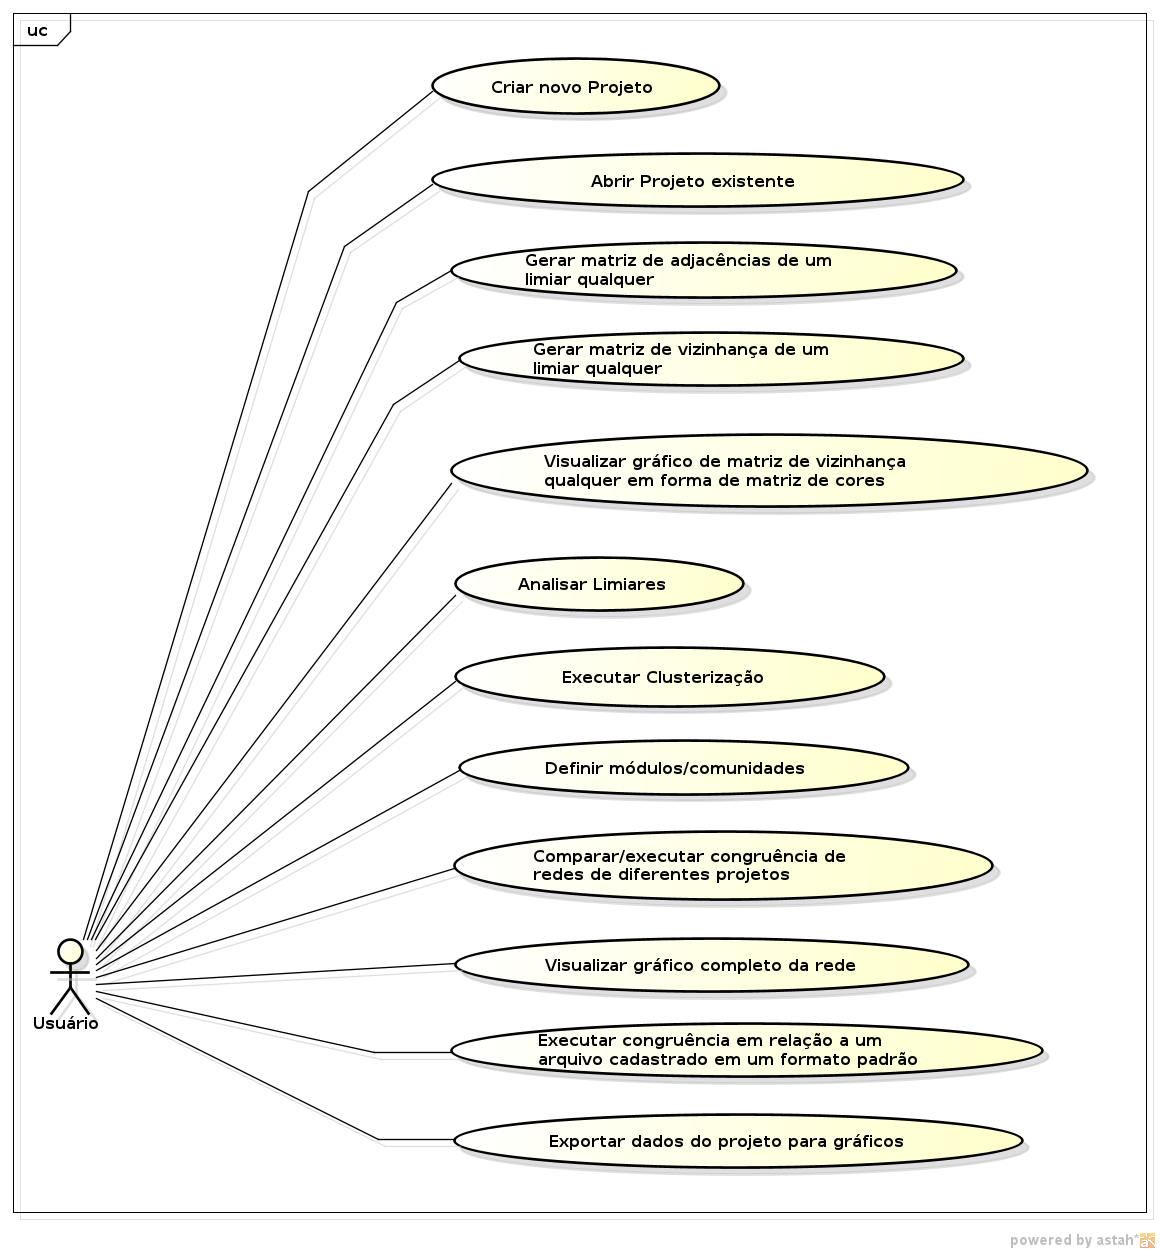 uc
Criar novo Projeto
Abrir Projeto existente
Gerar matriz de adjacências de um
limiar qualquer
Gerar matriz de vizinhança de um
limiar qualquer
Visualizar gráfico de matriz de vizinhança
qualquer em forma de matriz de cores
Analisar Limiares
Executar Clusterização
Definir módulos/comunidades
Comparar/executar congruência de
redes de diferentes projetos
Visualizar gráfico completo da rede
Usuário
Executar congruência em relação a um
arquivo cadastrado em um formato padrão
Exportar dados do projeto para gráficos
powered by astah*